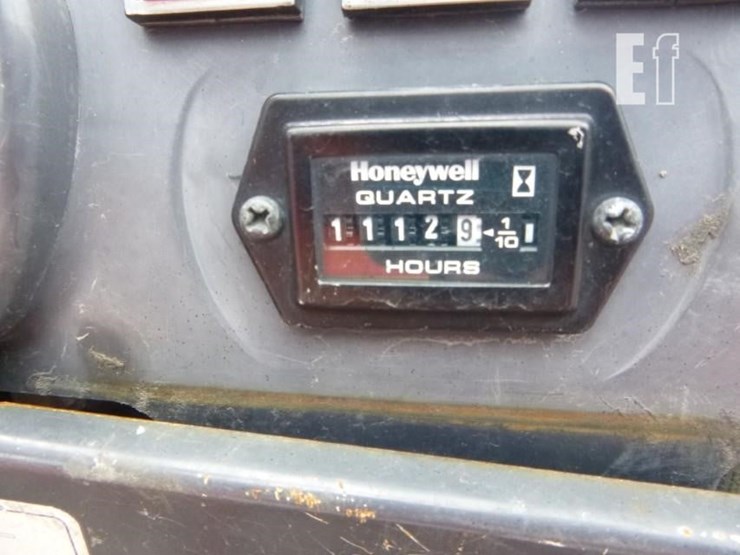 Ef
Honeywell
QUARTZ
11129 ◄ 1/10
HOURS